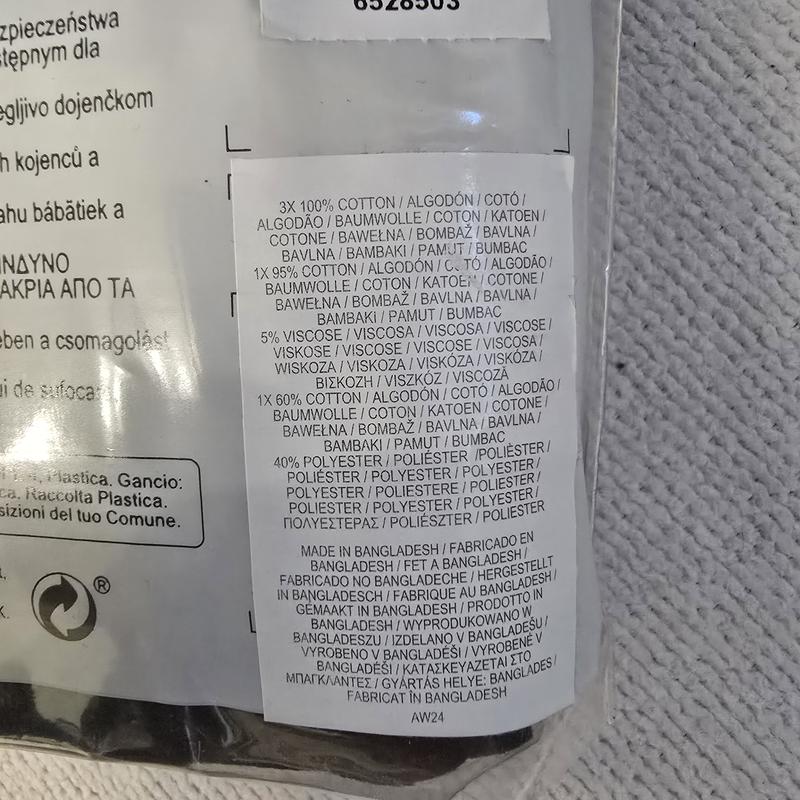 6528503
zpieczeństwa
stępnym dla
egljivo dojenčkom
h kojenců a
ahu bábätiek a
ΙΝΔΥΝΟ
ΑΚΡΙΑ ΑΠΟ ΤΑ
eben a csomagolást
ui de sufocar
Plastica. Gancio:
ca. Raccolta Plastica.
sizioni del tuo Comune.
t,
k.
®
3X 100% COTTON / ALGODÓN / COTÓ /
ALGODÃO / BAUMWOLLE / COTON / KATOEN /
COTONE / BAWEŁNA / BOMBAŽ / BAVLNA /
BAVLNA / BAMBAKI / PAMUT / BUMBAC
1X 95% COTTON / ALGODÓN / COTÓ / ALGODÃO /
BAUMWOLLE / COTON / KATOEN / COTONE /
BAWEŁNA / BOMBAŽ / BAVLNA / BAVLNA /
BAMBAKI / PAMUT / BUMBAC
5% VISCOSE / VISCOSA / VISCOSA / VISCOSE /
VISKOSE / VISCOSE / VISCOSE / VISCOSA /
WISKOZA / VISKOZA / VISKÓZA / VISKÓZA /
ΒΙΣΚΟΖΗ / VISZKÓZ / VISCOZĂ
1X 60% COTTON / ALGODÓN / COTÓ / ALGODÃO /
BAUMWOLLE / COTON / KATOEN / COTONE /
BAWEŁNA / BOMBAŽ / BAVLNA / BAVLNA /
BAMBAKI / PAMUT / BUMBAC
40% POLYESTER / POLIÉSTER /POLIÈSTER /
POLIÉSTER / POLYESTER / POLYESTER /
POLYESTER / POLIESTERE / POLIESTER /
POLIESTER / POLYESTER / POLYESTER /
ΠΟΛΥΕΣΤΕΡΑΣ / POLIÉSZTER / POLIESTER
MADE IN BANGLADESH / FABRICADO EN
BANGLADESH / FET A BANGLADESH /
FABRICADO NO BANGLADECHE / HERGESTELLT
IN BANGLADESCH / FABRIQUE AU BANGLADESH /
GEMAAKT IN BANGLADESH / PRODOTTO IN
BANGLADESH / WYPRODUKOWANO W
BANGLADESZU / IZDELANO V BANGLADEŠU /
VYROBENO V BANGLADÉŠI / VYROBENÉ V
BANGLADÉŠI / ΚΑΤΑΣΚΕΥΑΖΕΤΑΙ ΣΤΟ
ΜΠΑΓΚΛΑΝΤΕΣ / GYÁRTÁS HELYE: BANGLADES /
FABRICAT ÎN BANGLADESH
AW24